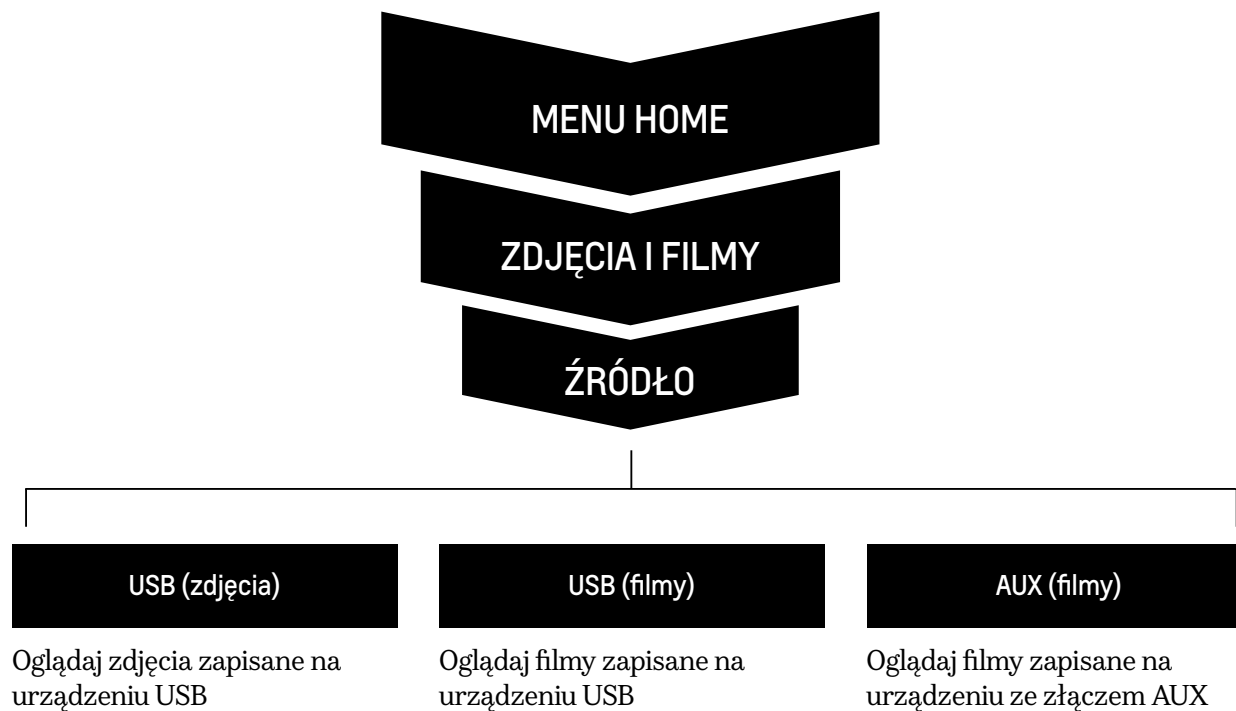 MENU HOME
ZDJĘCIA I FILMY
ŹRÓDŁO
USB (zdjęcia)
Oglądaj zdjęcia zapisane na
urządzeniu USB
USB (filmy)
Oglądaj filmy zapisane na
urządzeniu USB
AUX (filmy)
Oglądaj filmy zapisane na
urządzeniu ze złączem AUX